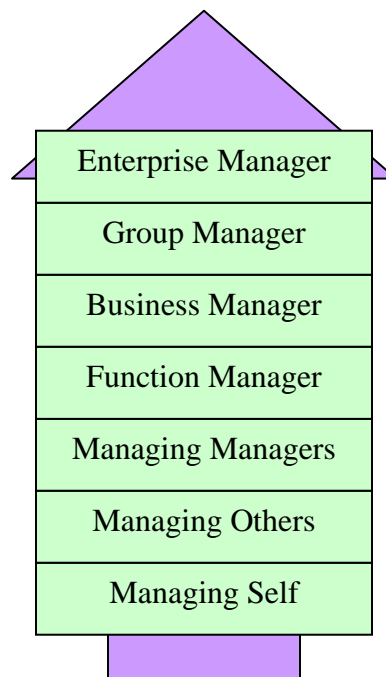 Enterprise Manager
Group Manager
Business Manager
Function Manager
Managing Managers
Managing Others
Managing Self